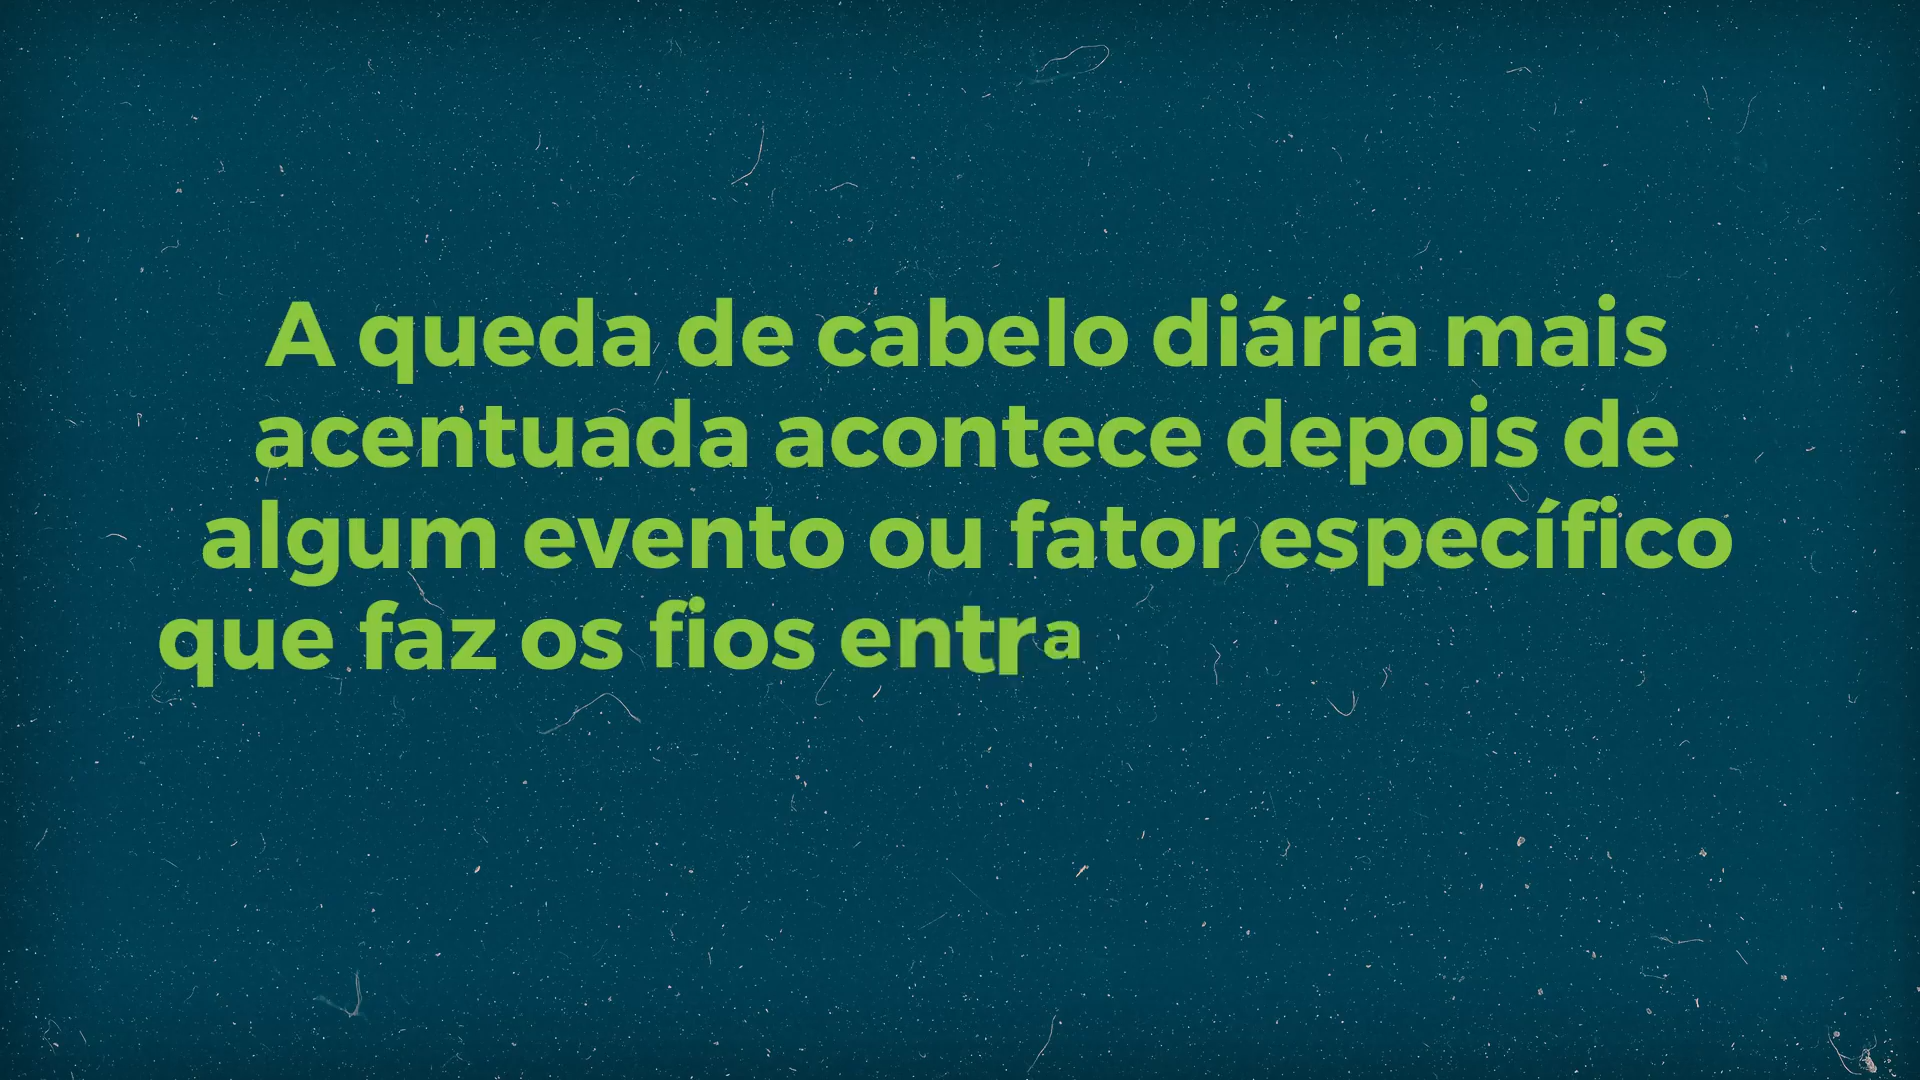 A queda de cabelo diária mais
acentuada acontece depois de
algum evento ou fator específico
que faz os fios entra